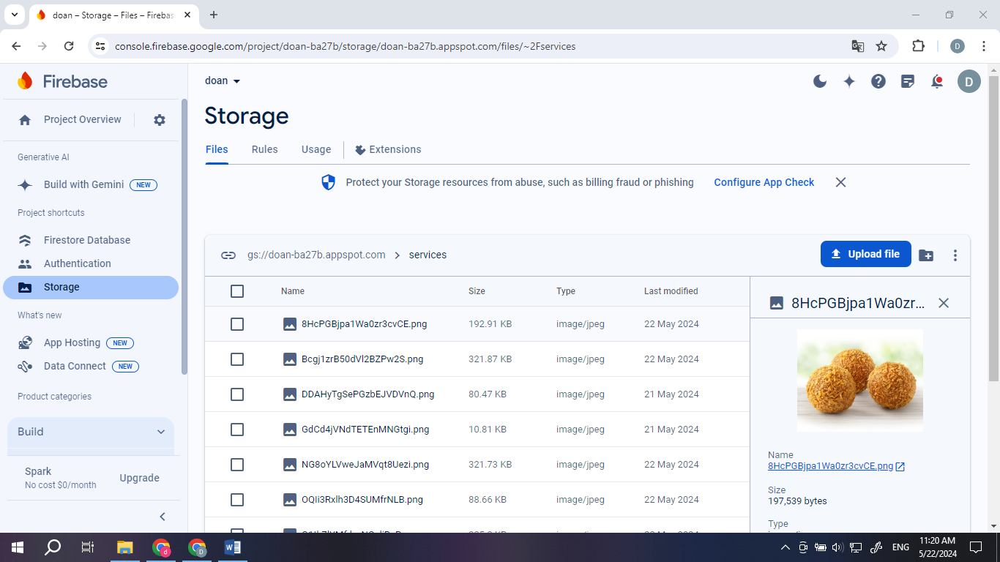 doan – Storage – Files – Firebas
console.firebase.google.com/project/doan-ba27b/storage/doan-ba27b.appspot.com/files/~2Fservices
D
Firebase
doan
D
Project Overview
Storage
Files Rules Usage Extensions
Generative AI
Build with Gemini NEW
Protect your Storage resources from abuse, such as billing fraud or phishing Configure App Check
Project shortcuts
Firestore Database
Authentication
Storage
What's new
App Hosting NEW
Data Connect NEW
Product categories
Build
Spark
No cost $0/month
Upgrade
gs://doan-ba27b.appspot.com > services
Upload file
Name Size Type Last modified
8HcPGBjpa1Wa0zr3cvCE.png 192.91 KB image/jpeg 22 May 2024
Bcgj1zrB50dVl2BZPw2S.png 321.87 KB image/jpeg 22 May 2024
DDAHyTgSePGzbEJVDVnQ.png 80.47 KB image/jpeg 21 May 2024
GdCd4jVNdTETEnMNGtgi.png 10.81 KB image/jpeg 21 May 2024
NG8oYLVweJaMVqt8Uezi.png 321.73 KB image/jpeg 22 May 2024
OQIi3Rxlh3D4SUMfrNLB.png 88.66 KB image/jpeg 22 May 2024
8HcPGBjpa1Wa0zr...
Name
8HcPGBjpa1Wa0zr3cvCE.png
Size
197,539 bytes
Type
d
D
W
ENG
11:20 AM
5/22/2024